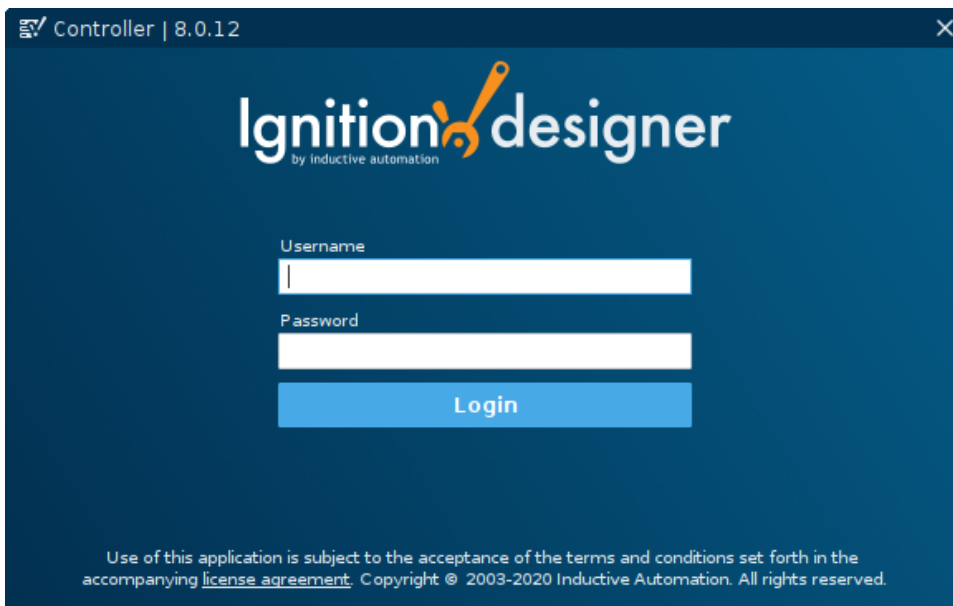 Controller | 8.0.12
Ignition designer
by inductive automation
Username
Password
Login
Use of this application is subject to the acceptance of the terms and conditions set forth in the
accompanying license agreement. Copyright © 2003-2020 Inductive Automation. All rights reserved.